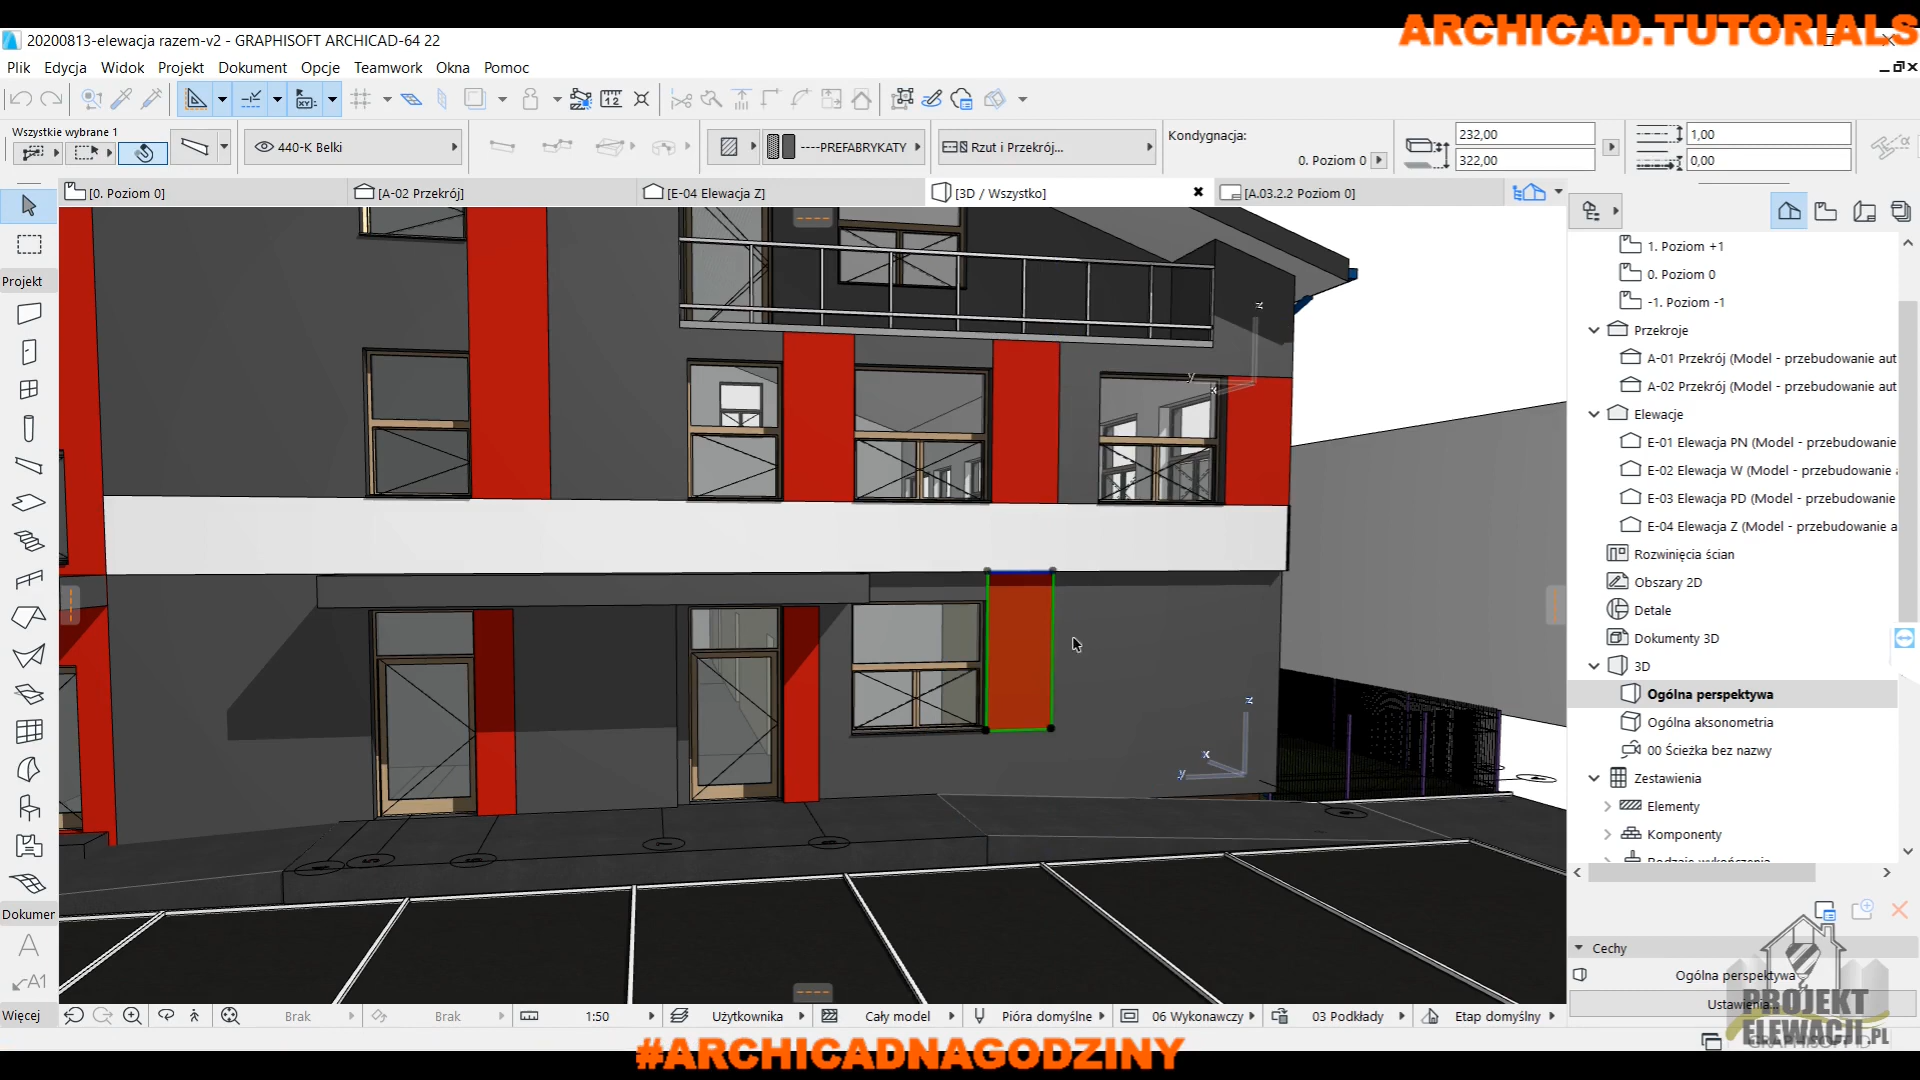 ARCHICAD.TUTORIALS
20200813-elewacja razem-v2 - GRAPHISOFT ARCHICAD-64 22
Plik Edycja Widok Projekt Dokument Opcje Teamwork Okna Pomoc
Wszystkie wybrane 1
440-K Belki
----PREFABRYKATY
Rzut i Przekrój...
Kondygnacja:
0. Poziom 0
232,00
322,00
1,00
0,00
[0. Poziom 0]
[A-02 Przekrój]
[E-04 Elewacja Z]
[3D / Wszystko]
[A.03.2.2 Poziom 0]
Projekt
Dokumer
Więcej
1. Poziom +1
0. Poziom 0
-1. Poziom -1
Przekroje
A-01 Przekrój (Model - przebudowanie aut
A-02 Przekrój (Model - przebudowanie aut
Elewacje
E-01 Elewacja PN (Model - przebudowanie
E-02 Elewacja W (Model - przebudowanie a
E-03 Elewacja PD (Model - przebudowanie
E-04 Elewacja Z (Model - przebudowanie a
Rozwinięcia ścian
Obszary 2D
Detale
Dokumenty 3D
3D
Ogólna perspektywa
Ogólna aksonometria
00 Ścieżka bez nazwy
Zestawienia
Elementy
Komponenty
Rodzaje wykończenia
Cechy
Ogólna perspektywa
Ustawienia...
PROJEKT
ELEWACJI.PL
GRAPHISOFT ID
z
y
x
z
x
y
Brak
Brak
1:50
Użytkownika
Cały model
Pióra domyślne
06 Wykonawczy
03 Podkłady
Etap domyślny
#ARCHICADNAGODZINY